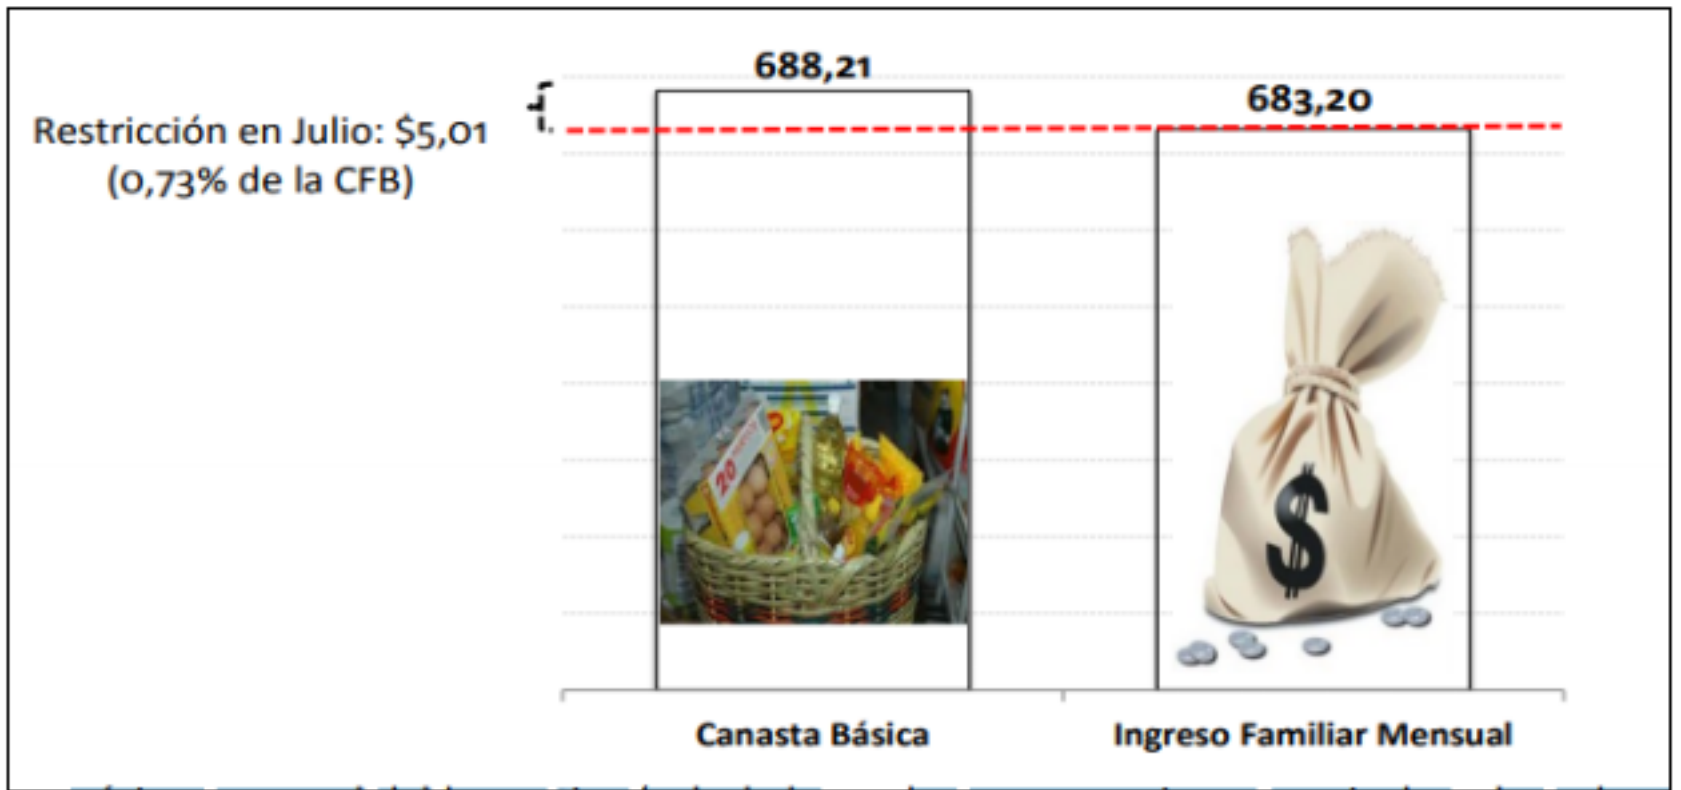 688,21
683,20
Restricción en Julio: $5,01
(0,73% de la CFB)
20
$
Canasta Básica
Ingreso Familiar Mensual